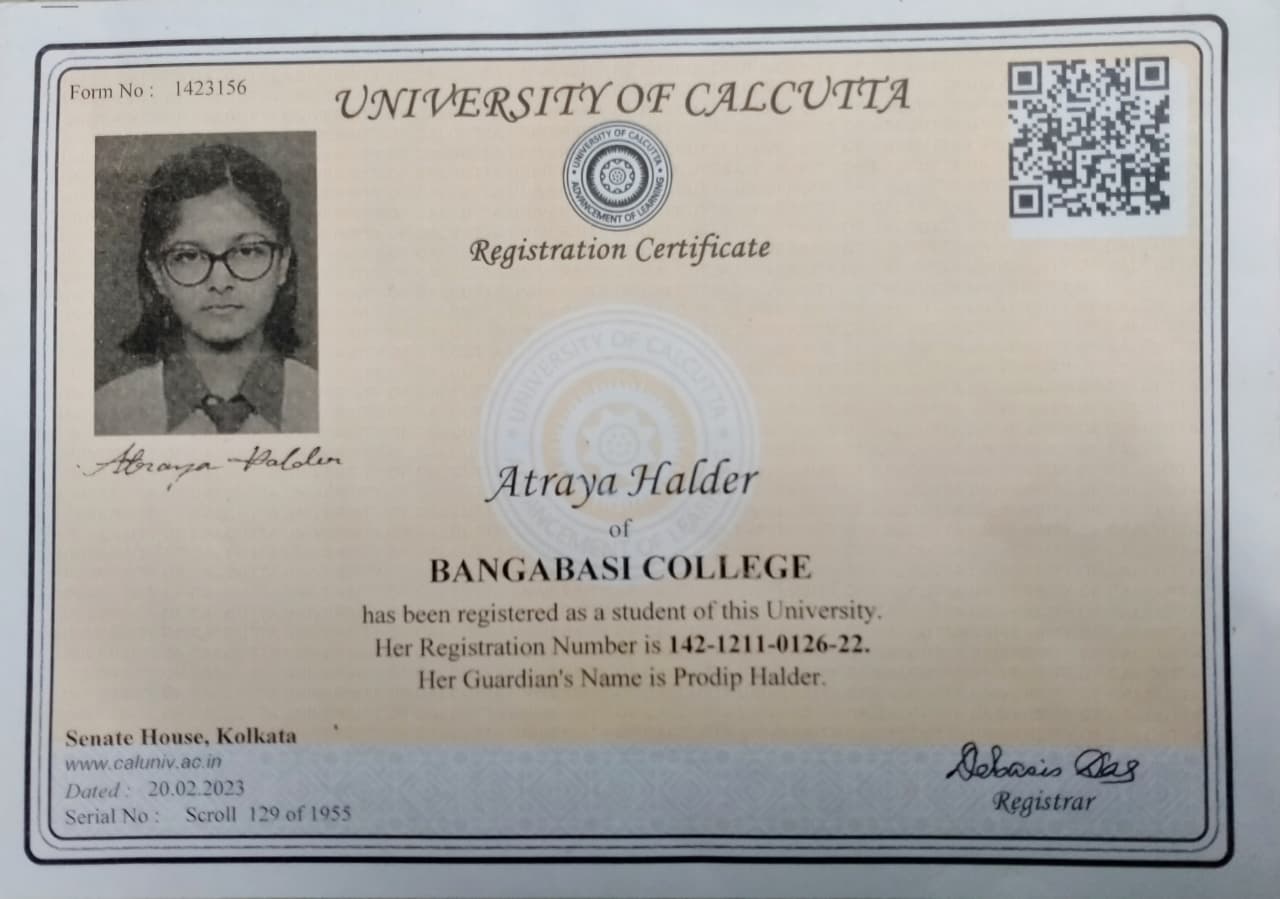 Form No : 1423156
UNIVERSITY OF CALCUTTA
UNIVERSITY OF CALCUTTA
ADVANCEMENT OF LEARNING
Registration Certificate
UNIVERSITY OF CALCUTTA
Atraya Halder
Atraya Halder
of
BANGABASI COLLEGE
has been registered as a student of this University.
Her Registration Number is 142-1211-0126-22.
Her Guardian's Name is Prodip Halder.
Senate House, Kolkata
www.caluniv.ac.in
Dated : 20.02.2023
Serial No : Scroll 129 of 1955
Debasis Das
Registrar